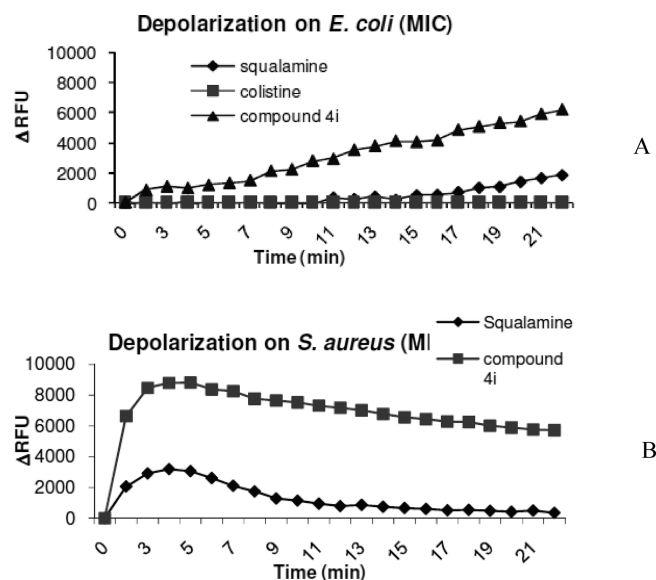 Depolarization on E. coli (MIC)
10000
8000
6000
4000
2000
0
ΔRFU
squalamine
colistine
compound 4i
0
3
5
7
9
11
13
15
17
19
21
Time (min)
A
Squalamine
compound
4i
Depolarization on S. aureus (MI
10000
8000
6000
4000
2000
0
ΔRFU
0
3
5
7
9
11
13
15
17
19
21
Time (min)
B